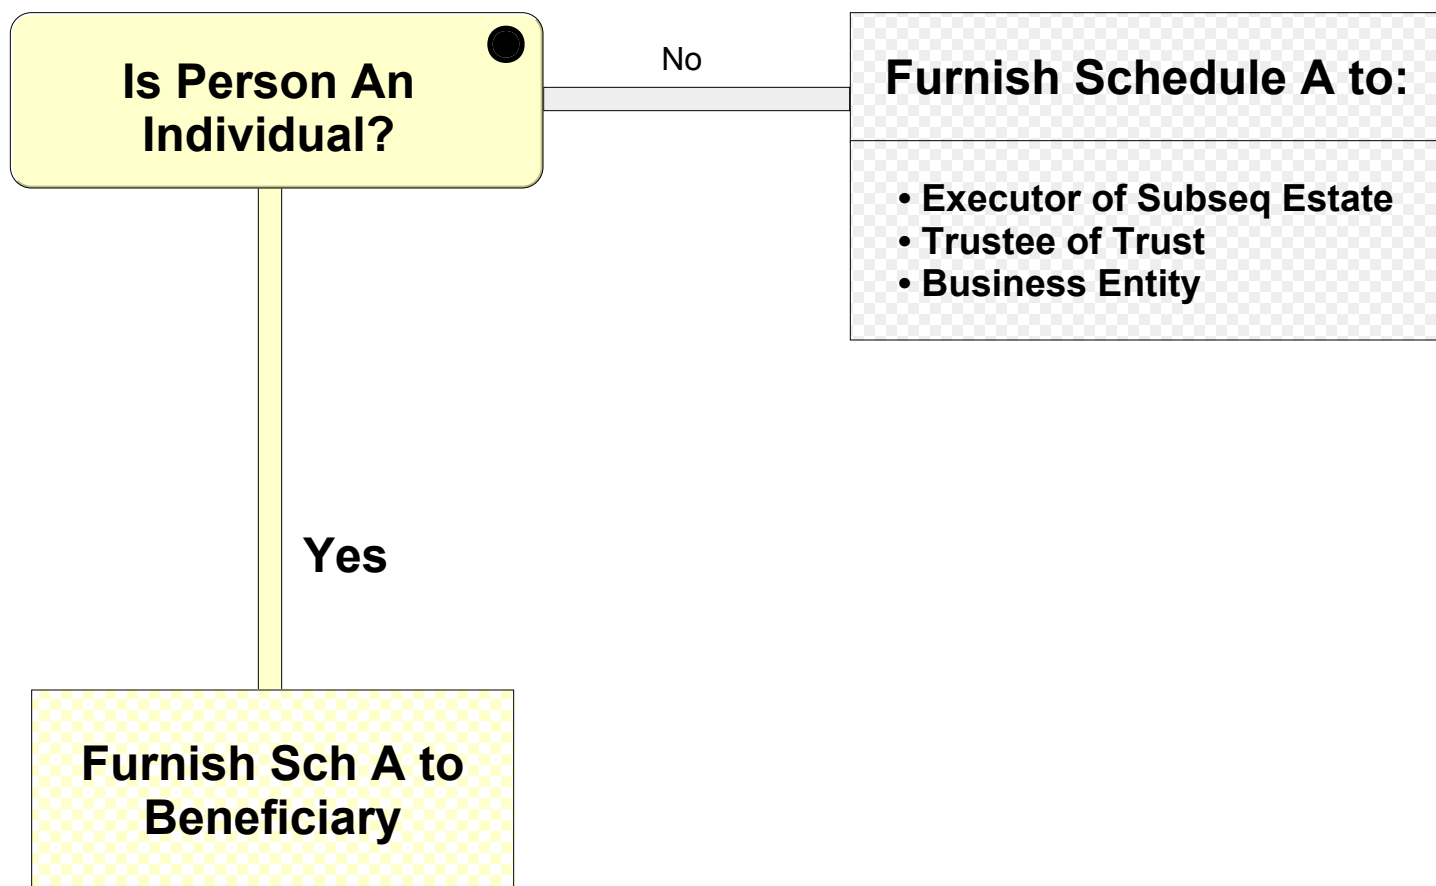 Is Person An
Individual?
No
Furnish Schedule A to:
• Executor of Subseq Estate
• Trustee of Trust
• Business Entity
Yes
Furnish Sch A to
Beneficiary